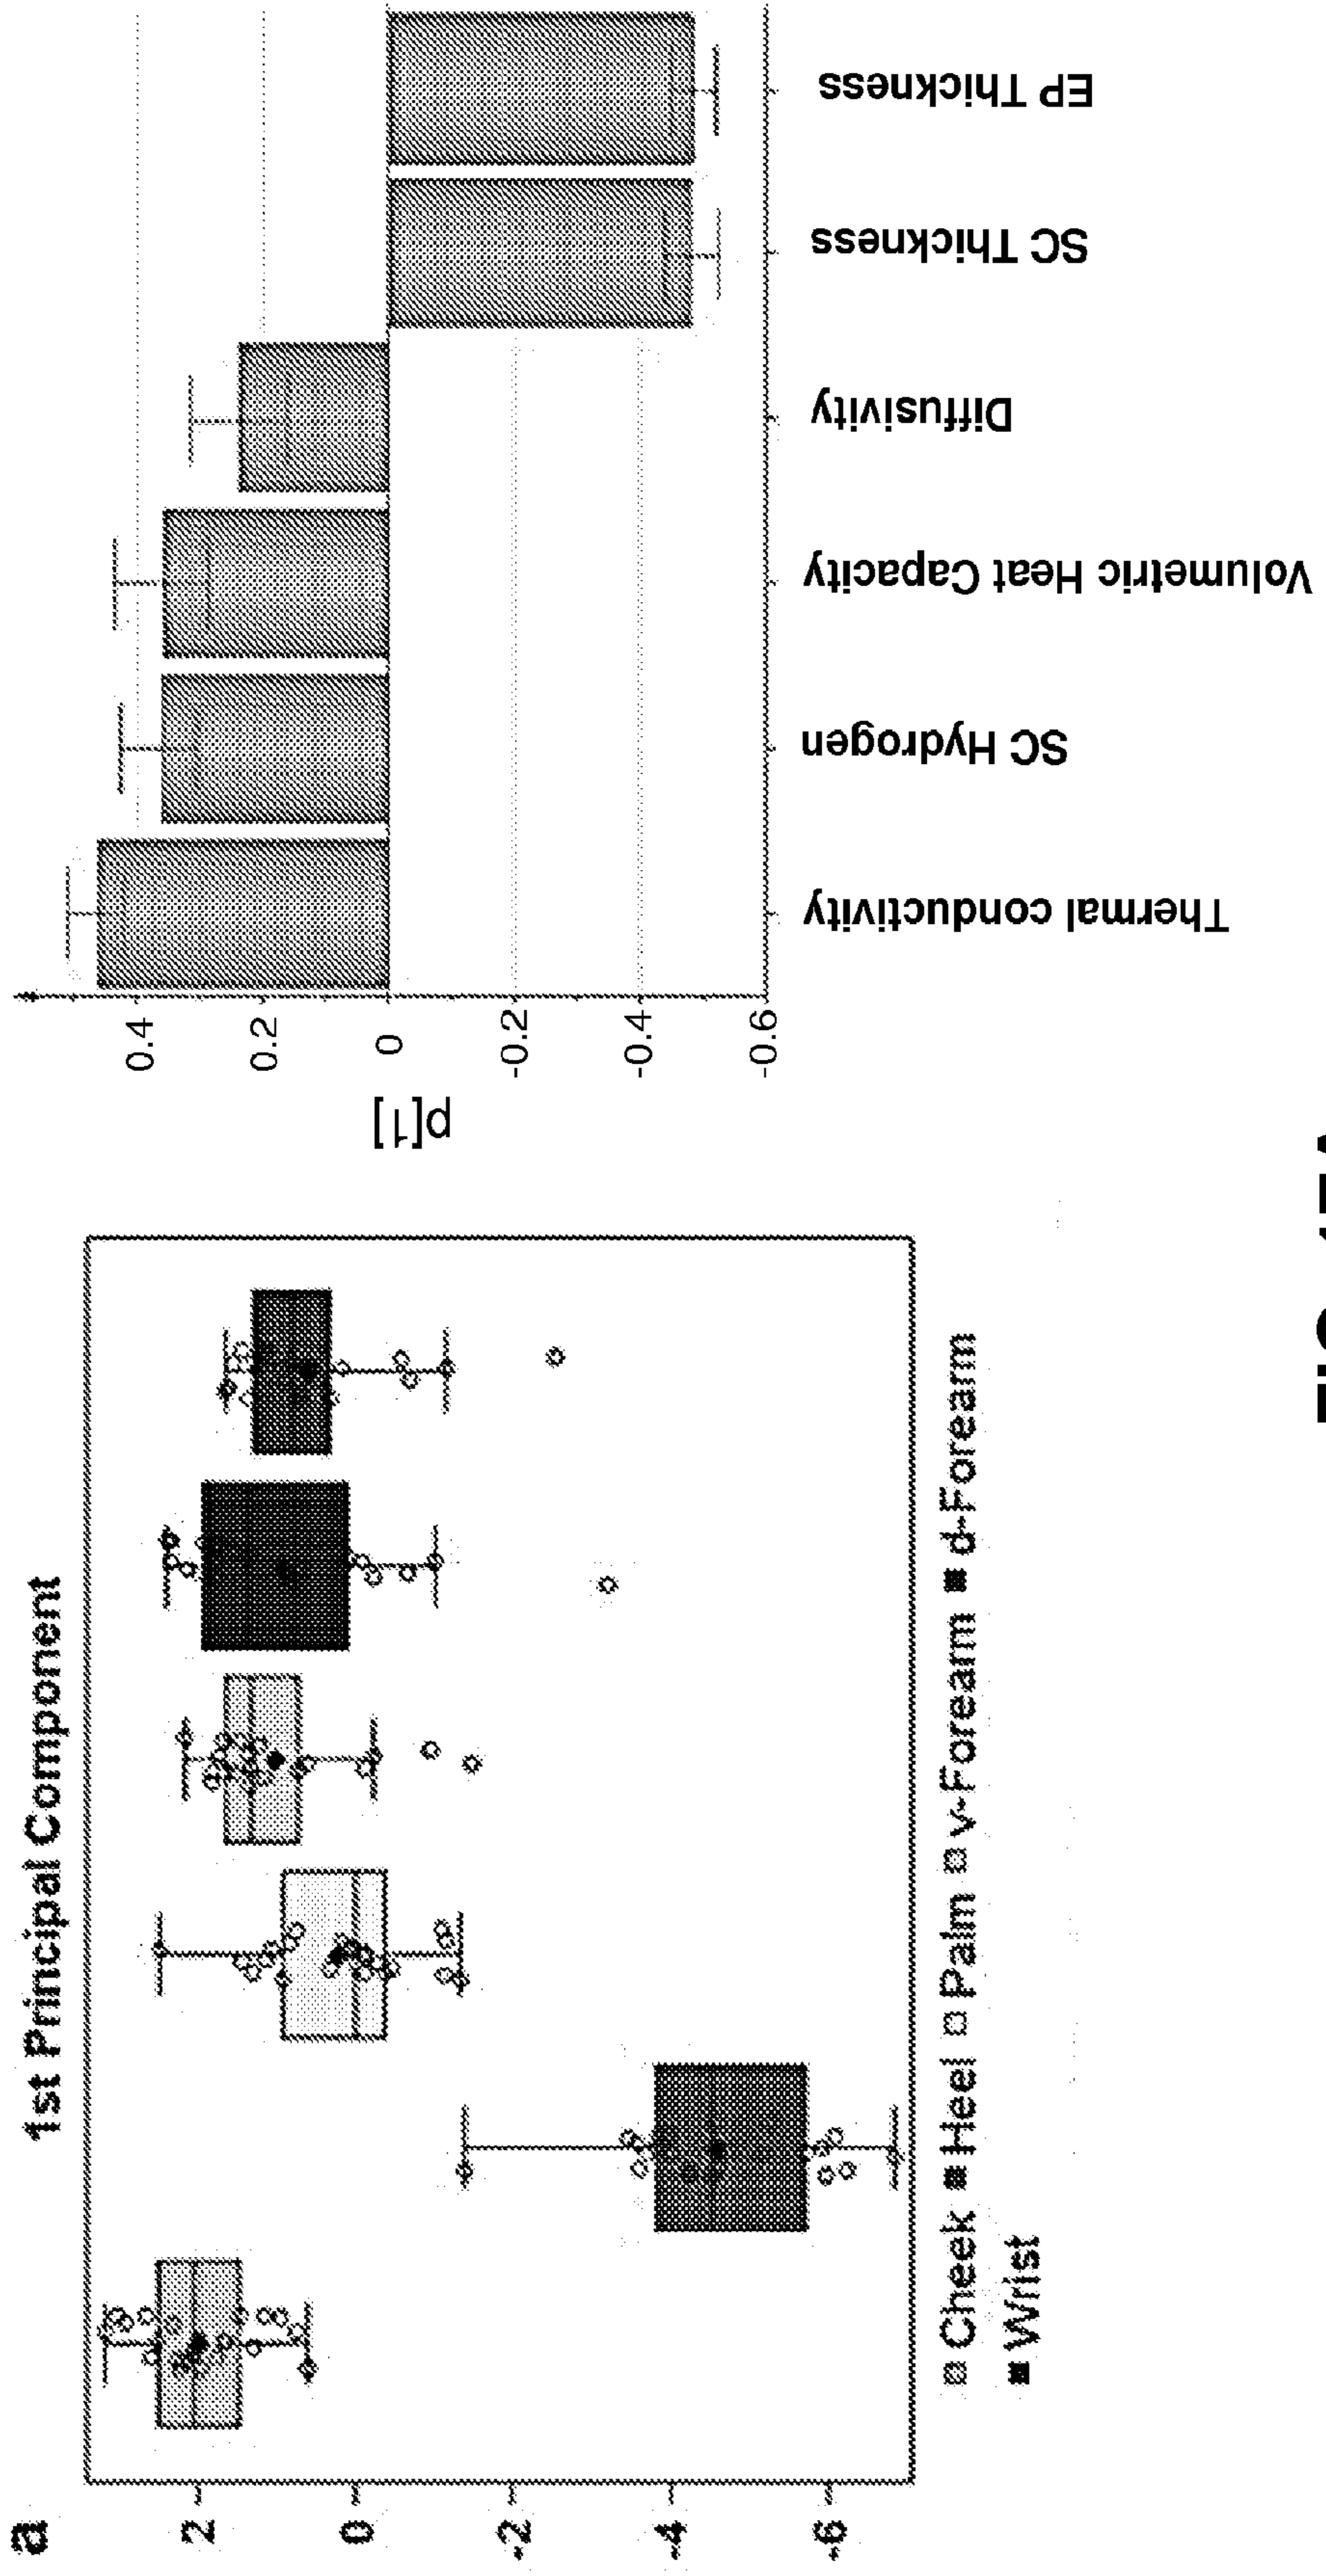 a
1st Principal Component
2
0
-2
-4
-6
Cheek Heel Palm v-Forearm d-Forearm
Wrist
p[1]
0.4
0.2
0
-0.2
-0.4
-0.6
Thermal conductivity
SC Hydrogen
Volumetric Heat Capacity
Diffusivity
SC Thickness
EP Thickness